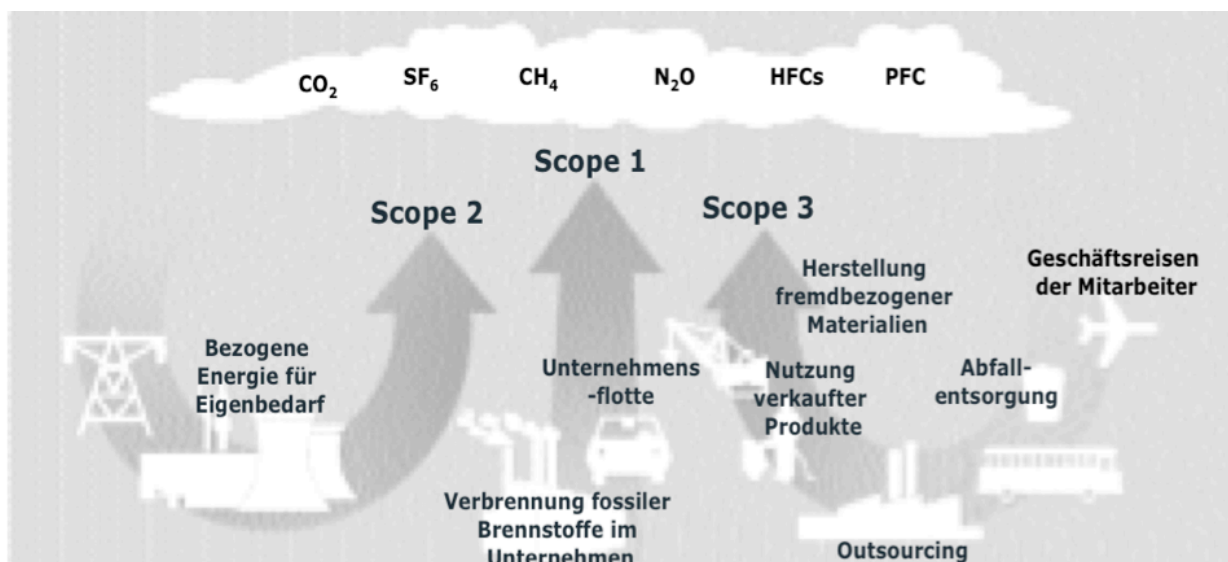 CO₂ SF₆ CH₄ N₂O HFCs PFC
Scope 1
Scope 2
Scope 3
Bezogene
Energie für
Eigenbedarf
Unternehmens
-flotte
Verbrennung fossiler
Brennstoffe im
Unternehmen
Herstellung
fremdbezogener
Materialien
Nutzung
verkaufter
Produkte
Geschäftsreisen
der Mitarbeiter
Abfall-
entsorgung
Outsourcing